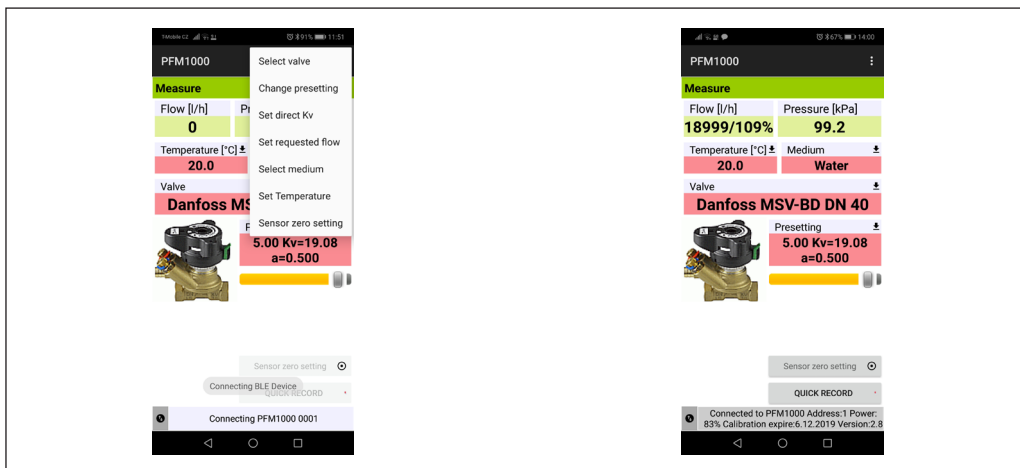 T-Mobile CZ 91% 11:51
PFM1000
Select valve
Change presetting
Set direct Kv
Set requested flow
Select medium
Set Temperature
Sensor zero setting
Measure
Flow [l/h]
0
Temperature [°C]
20.0
Valve
Danfoss MS
5.00 Kv=19.08
a=0.500
Sensor zero setting
Connecting BLE Device
QUICK RECORD
Connecting PFM1000 0001
67% 14:00
PFM1000
Measure
Flow [l/h] Pressure [kPa]
18999/109% 99.2
Temperature [°C] Medium
20.0 Water
Valve
Danfoss MSV-BD DN 40
Presetting
5.00 Kv=19.08
a=0.500
Sensor zero setting
QUICK RECORD
Connected to PFM1000 Address:1 Power:
83% Calibration expire:6.12.2019 Version:2.8